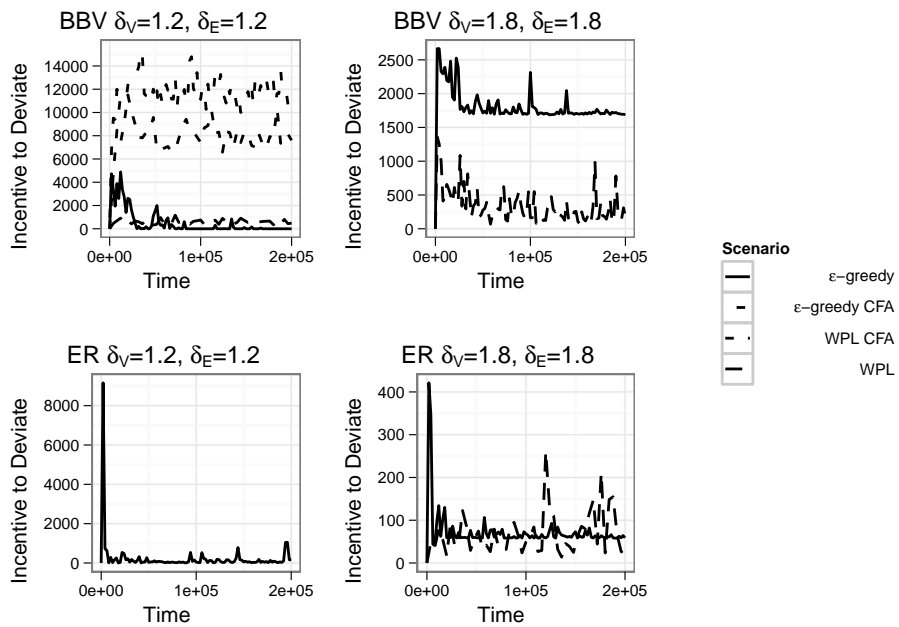 BBV δV=1.2, δE=1.2
Incentive to Deviate
14000
12000
10000
8000
6000
4000
2000
0
0e+00 1e+05 2e+05
Time
BBV δV=1.8, δE=1.8
Incentive to Deviate
2500
2000
1500
1000
500
0
0e+00 1e+05 2e+05
Time
ER δV=1.2, δE=1.2
Incentive to Deviate
8000
6000
4000
2000
0
0e+00 1e+05 2e+05
Time
ER δV=1.8, δE=1.8
Incentive to Deviate
400
300
200
100
0
0e+00 1e+05 2e+05
Time
Scenario
ε−greedy
ε−greedy CFA
WPL CFA
WPL